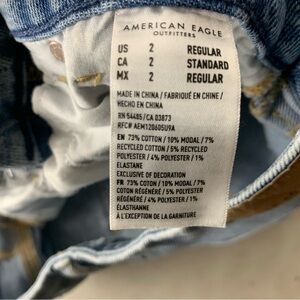 AMERICAN EAGLE
OUTFITTERS
US 2 REGULAR
CA 2 STANDARD
MX 2 REGULAR
MADE IN CHINA / FABRIQUÉ EN CHINE /
HECHO EN CHINA
RN 54485/CA 03873
RFC# AEM120605U9A
EN 73% COTTON / 10% MODAL / 7%
RECYCLED COTTON / 5% RECYCLED
POLYESTER / 4% POLYESTER / 1%
ELASTANE
EXCLUSIVE OF DECORATION
FR 73% COTON / 10% MODAL / 7%
COTON RÉGÉNÉRÉ / 5% POLYESTER
RÉGÉNÉRÉ / 4% POLYESTER / 1%
ÉLASTHANNE
À L'EXCEPTION DE LA GARNITURE